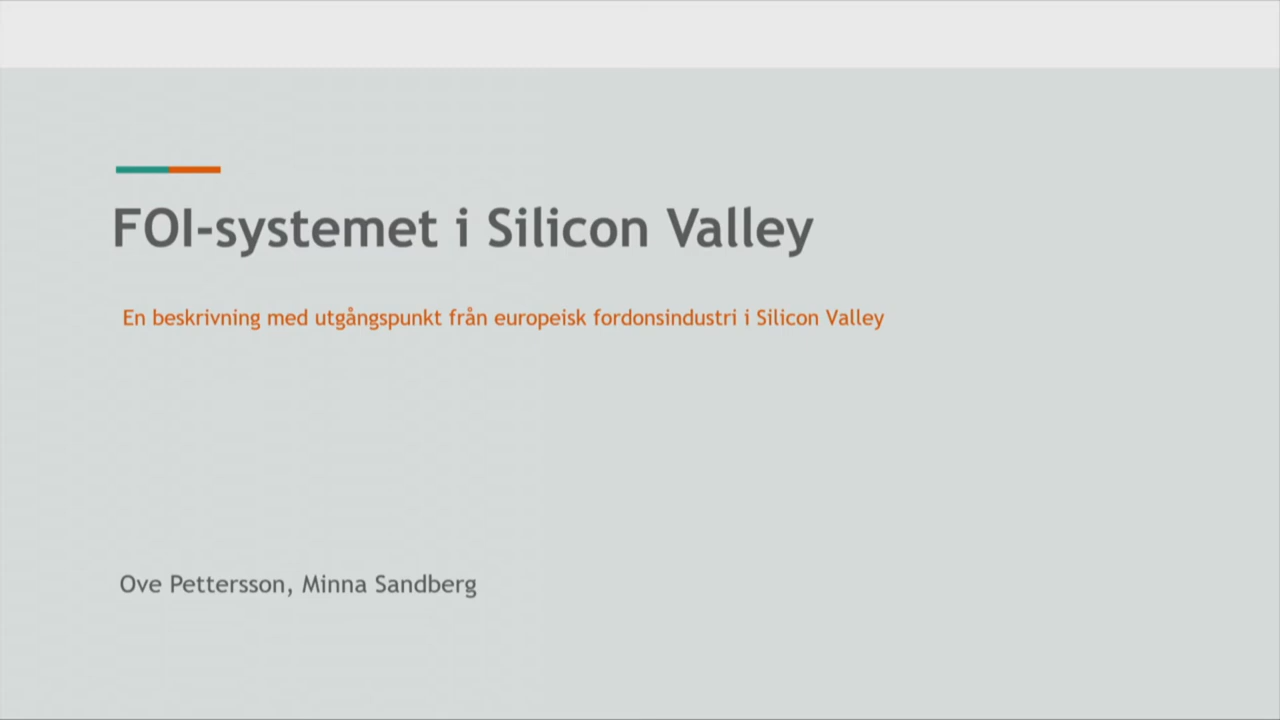 FOI-systemet i Silicon Valley
En beskrivning med utgångspunkt från europeisk fordonsindustri i Silicon Valley
Ove Pettersson, Minna Sandberg